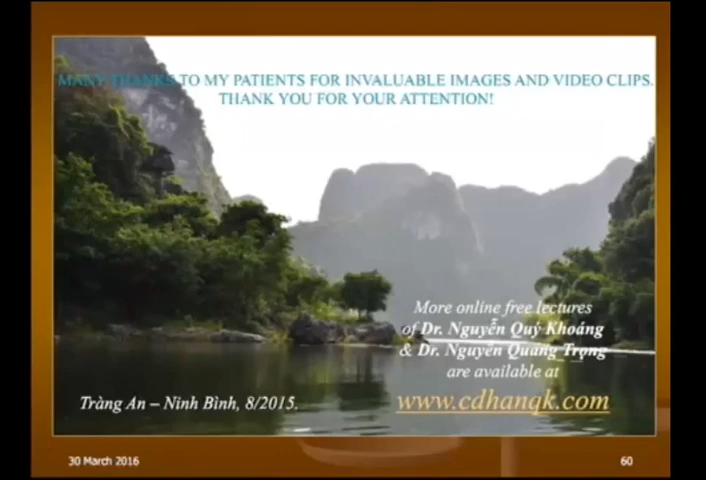 MANY THANKS TO MY PATIENTS FOR INVALUABLE IMAGES AND VIDEO CLIPS.
THANK YOU FOR YOUR ATTENTION!
More online free lectures
of Dr. Nguyễn Quý Khoáng
& Dr. Nguyễn Quang Trọng
are available at
www.cdhanqk.com
Tràng An – Ninh Bình, 8/2015.
30 March 2016
60